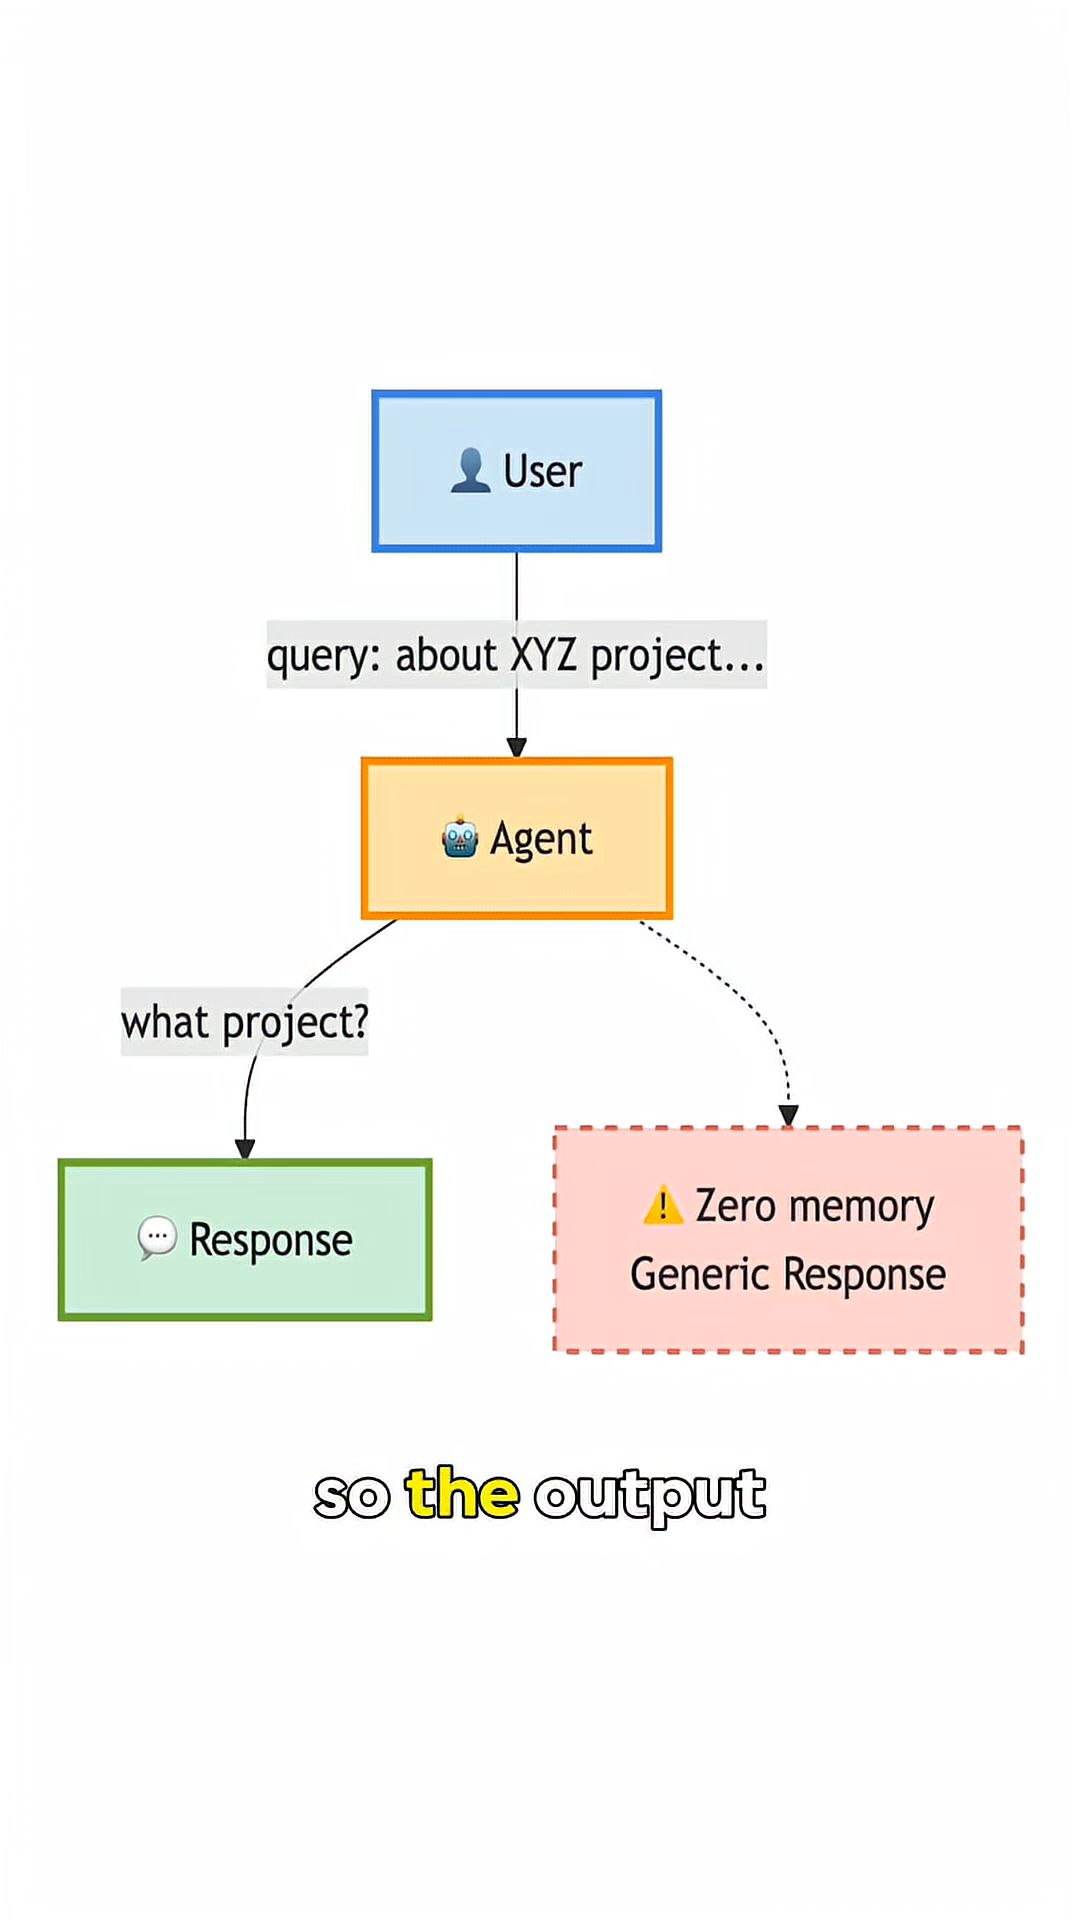 User
query: about XYZ project...
Agent
what project?
Response
Zero memory
Generic Response
so the output